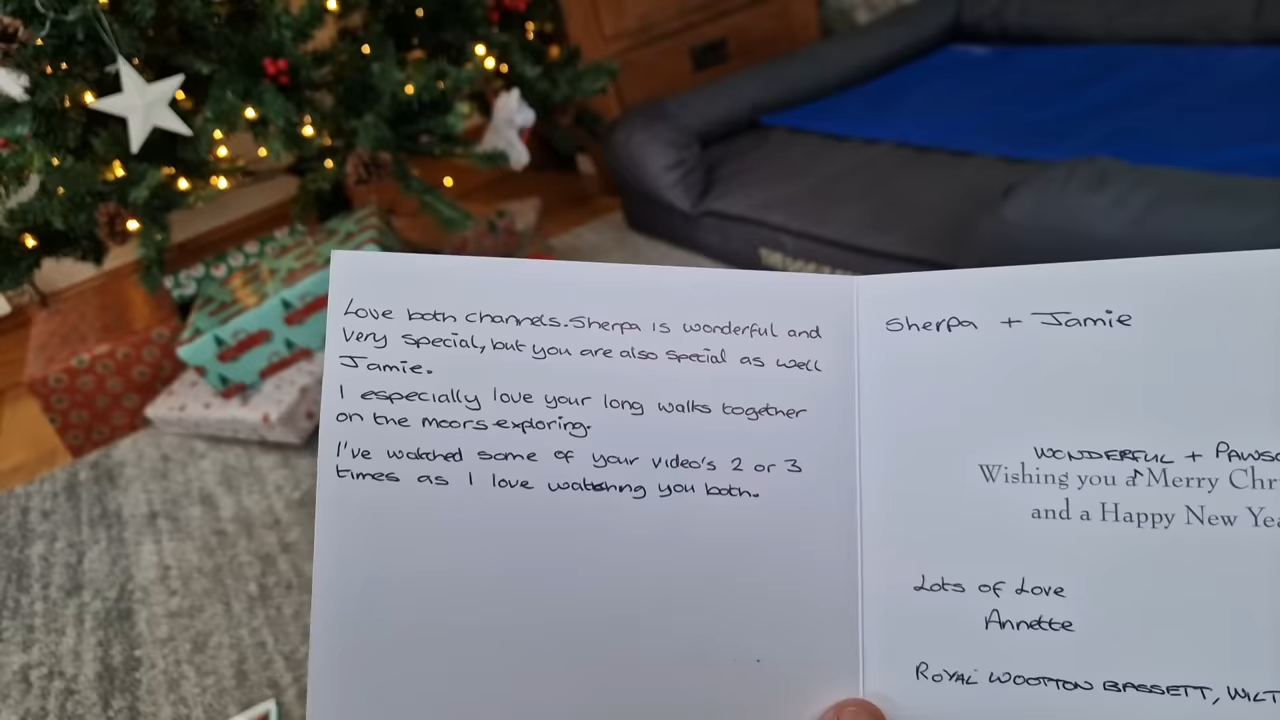 Love both channels. Sherpa is wonderful and
very special, but you are also special as well
Jamie.
I especially love your long walks together
on the moors exploring.
I've watched some of your video's 2 or 3
times as I love watching you both.
Sherpa + Jamie
WONDERFUL + PAWSO
Wishing you a Merry Chr
and a Happy New Yea
Lots of Love
Annette
ROYAL WOOTTON BASSETT, WILT